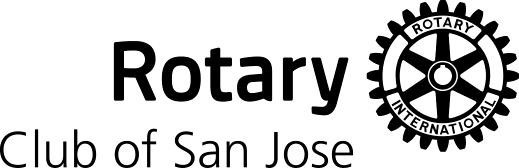 Rotary
Club of San Jose
ROTARY
INTERNATIONAL